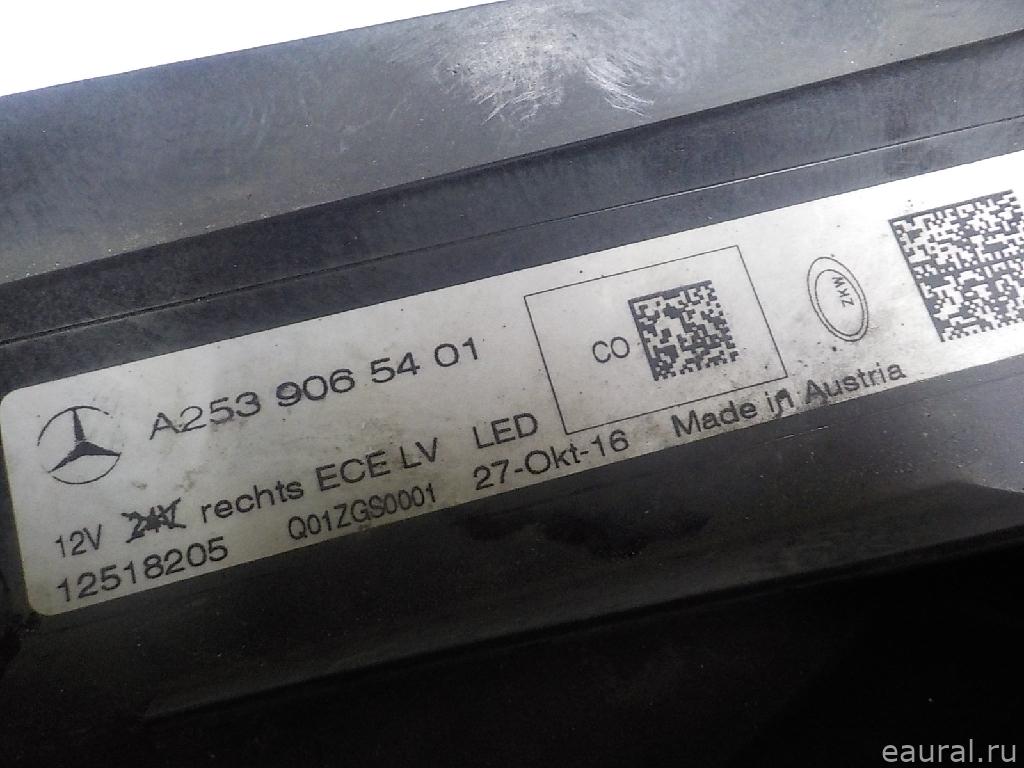 A253 906 54 01
CO
12V 24V rechts ECE LV LED
12518205 Q01ZGS0001 27-Okt-16 Made in Austria
eaural.ru